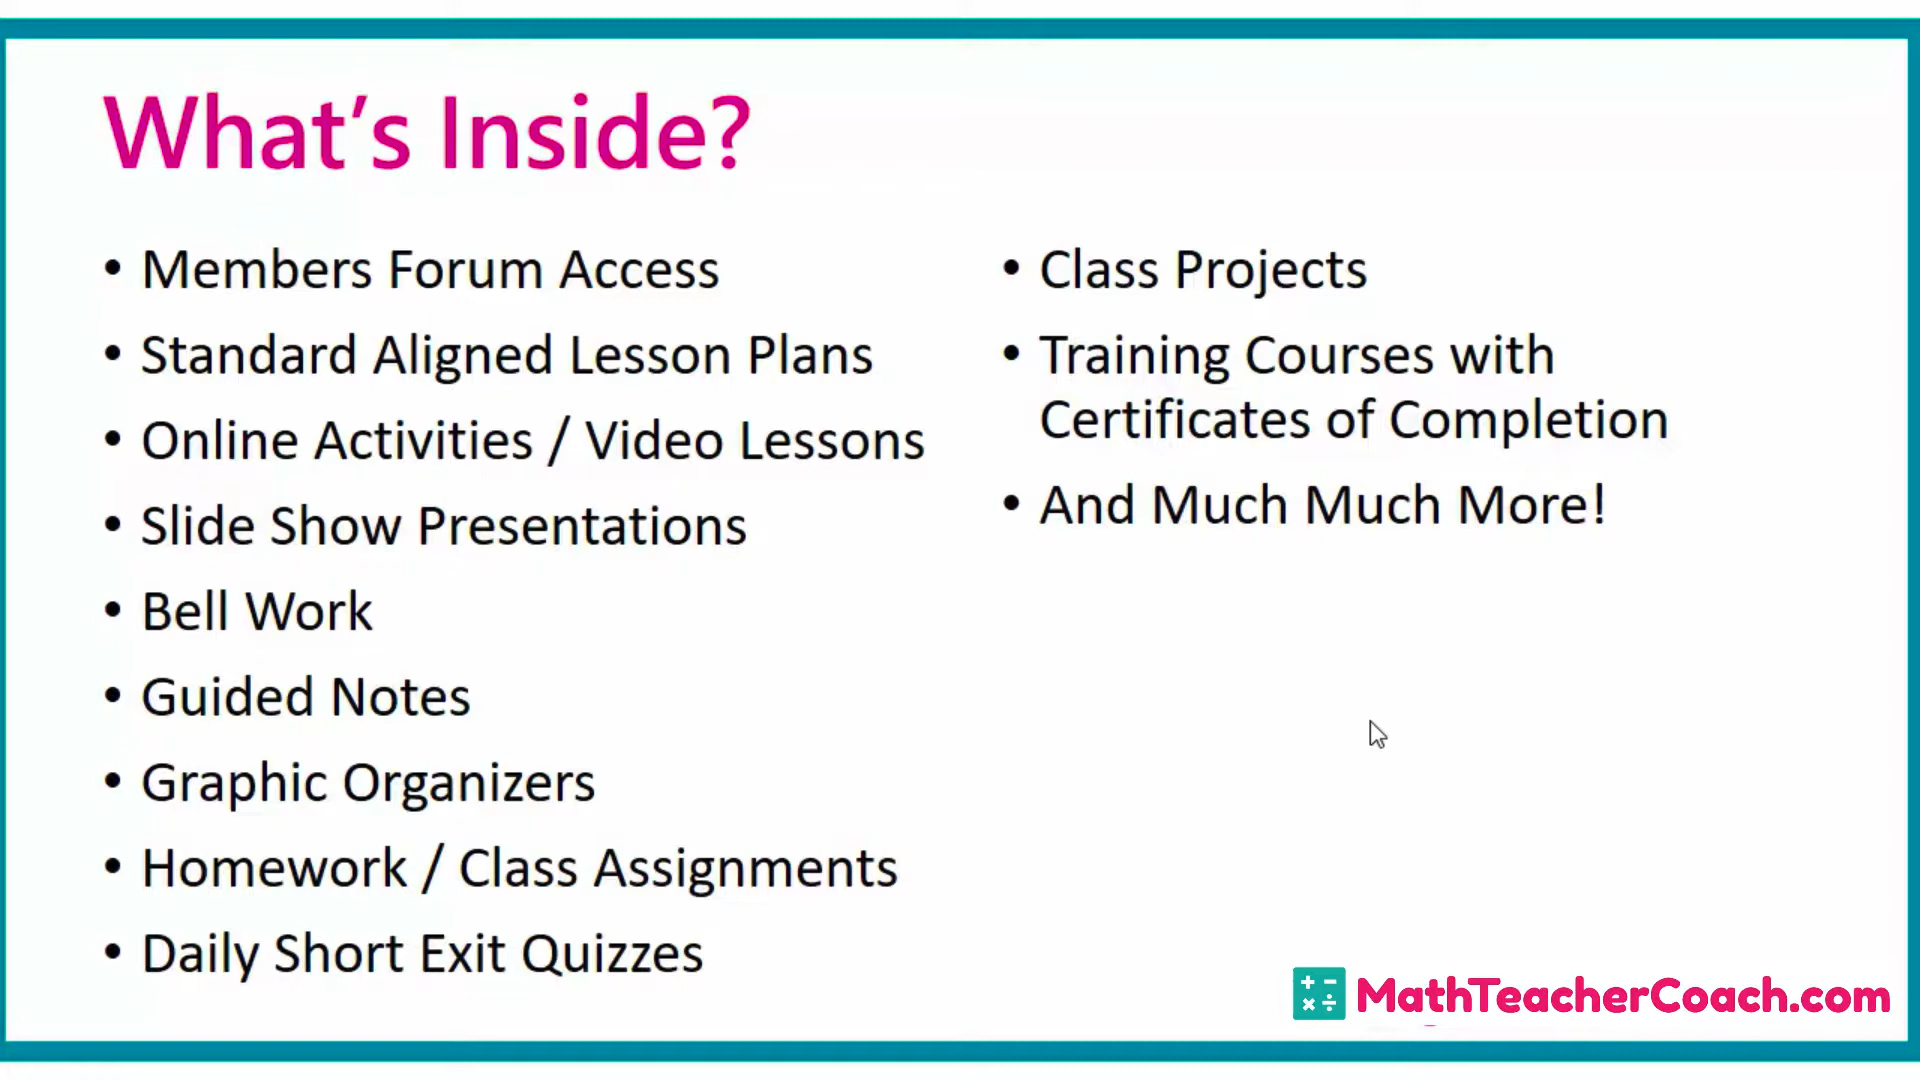 What's Inside?
• Members Forum Access
• Standard Aligned Lesson Plans
• Online Activities / Video Lessons
• Slide Show Presentations
• Bell Work
• Guided Notes
• Graphic Organizers
• Homework / Class Assignments
• Daily Short Exit Quizzes
• Class Projects
• Training Courses with
Certificates of Completion
• And Much Much More!
MathTeacherCoach.com